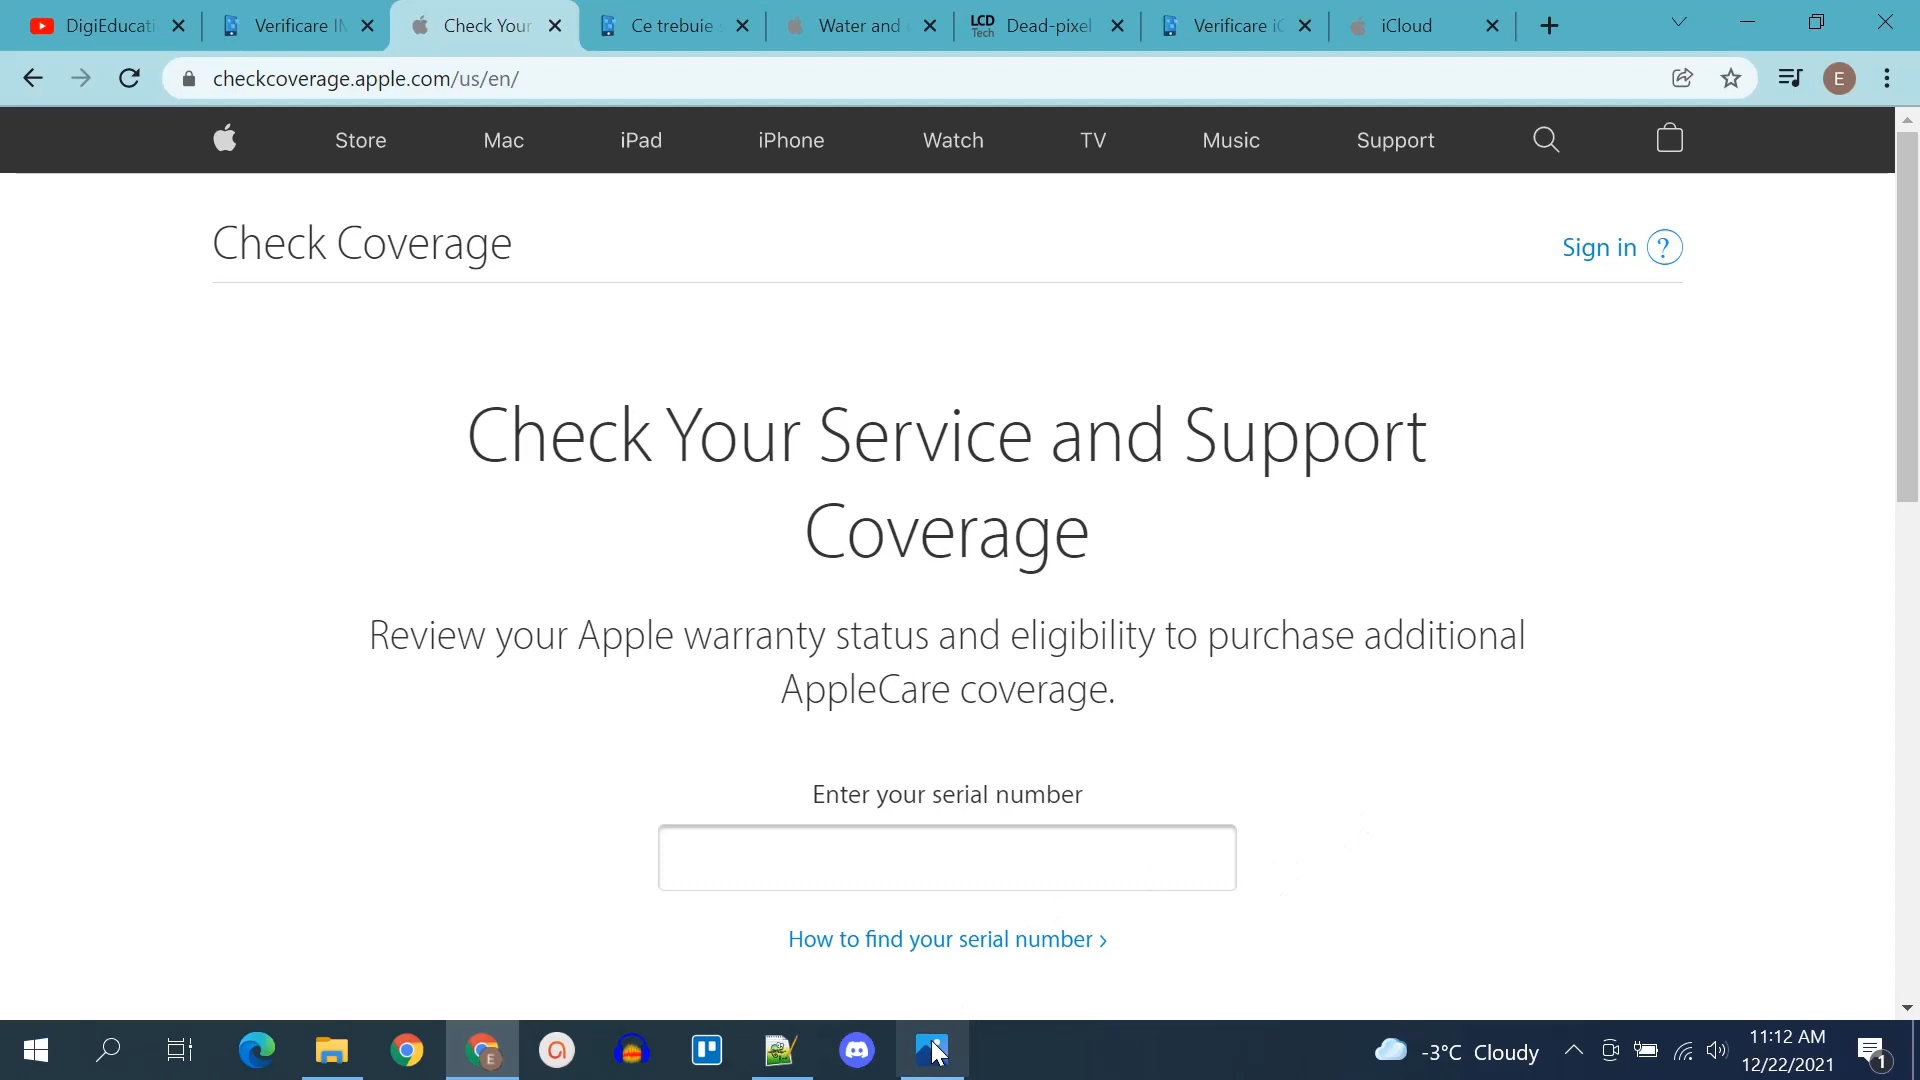 DigiEducati
Verificare IM
Check Your
Ce trebuie
Water and
LCD Tech
Dead-pixel
Verificare iC
iCloud
checkcoverage.apple.com/us/en/
E
Store Mac iPad iPhone Watch TV Music Support
Check Coverage
Sign in ?
Check Your Service and Support
Coverage
Review your Apple warranty status and eligibility to purchase additional
AppleCare coverage.
Enter your serial number
How to find your serial number ›
E
-3°C Cloudy
11:12 AM
12/22/2021
1